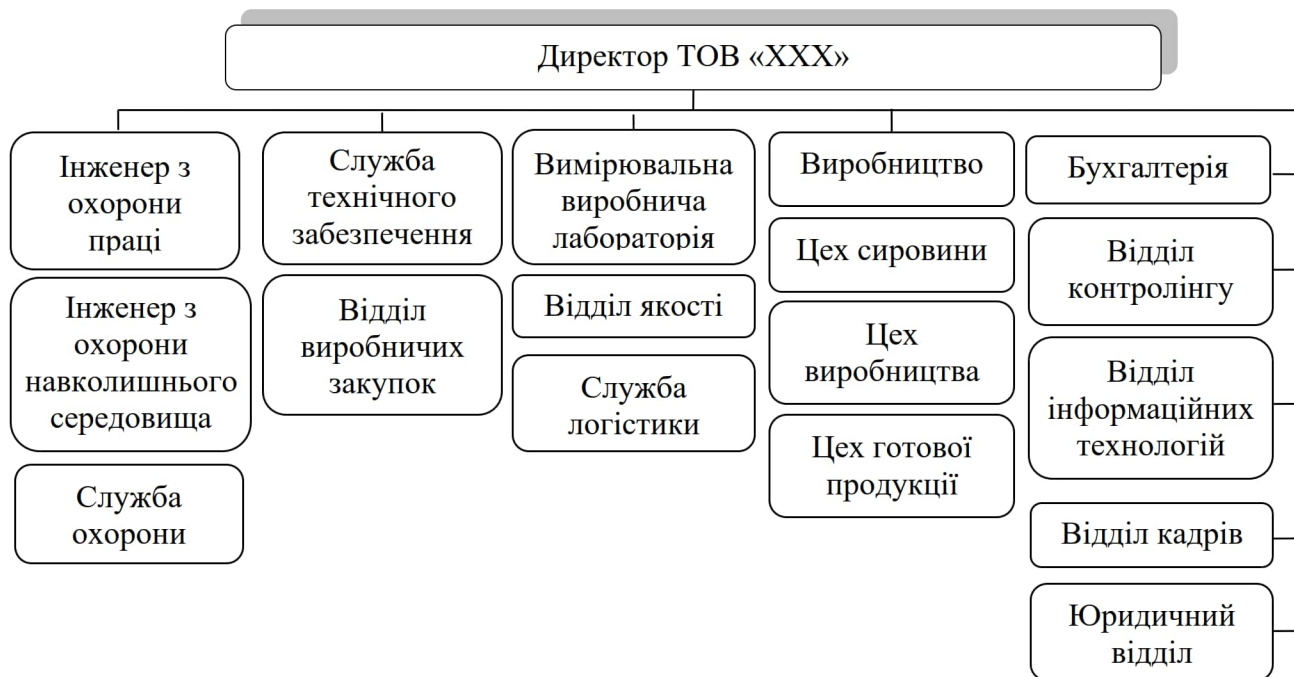 Директор ТОВ «ХХХ»
Інженер з
охорони
праці
Інженер з
охорони
навколишнього
середовища
Служба
охорони
Служба
технічного
забезпечення
Відділ
виробничих
закупок
Вимірювальна
виробнича
лабораторія
Відділ якості
Служба
логістики
Виробництво
Цех сировини
Цех
виробництва
Цех готової
продукції
Бухгалтерія
Відділ
контролінгу
Відділ
інформаційних
технологій
Відділ кадрів
Юридичний
відділ